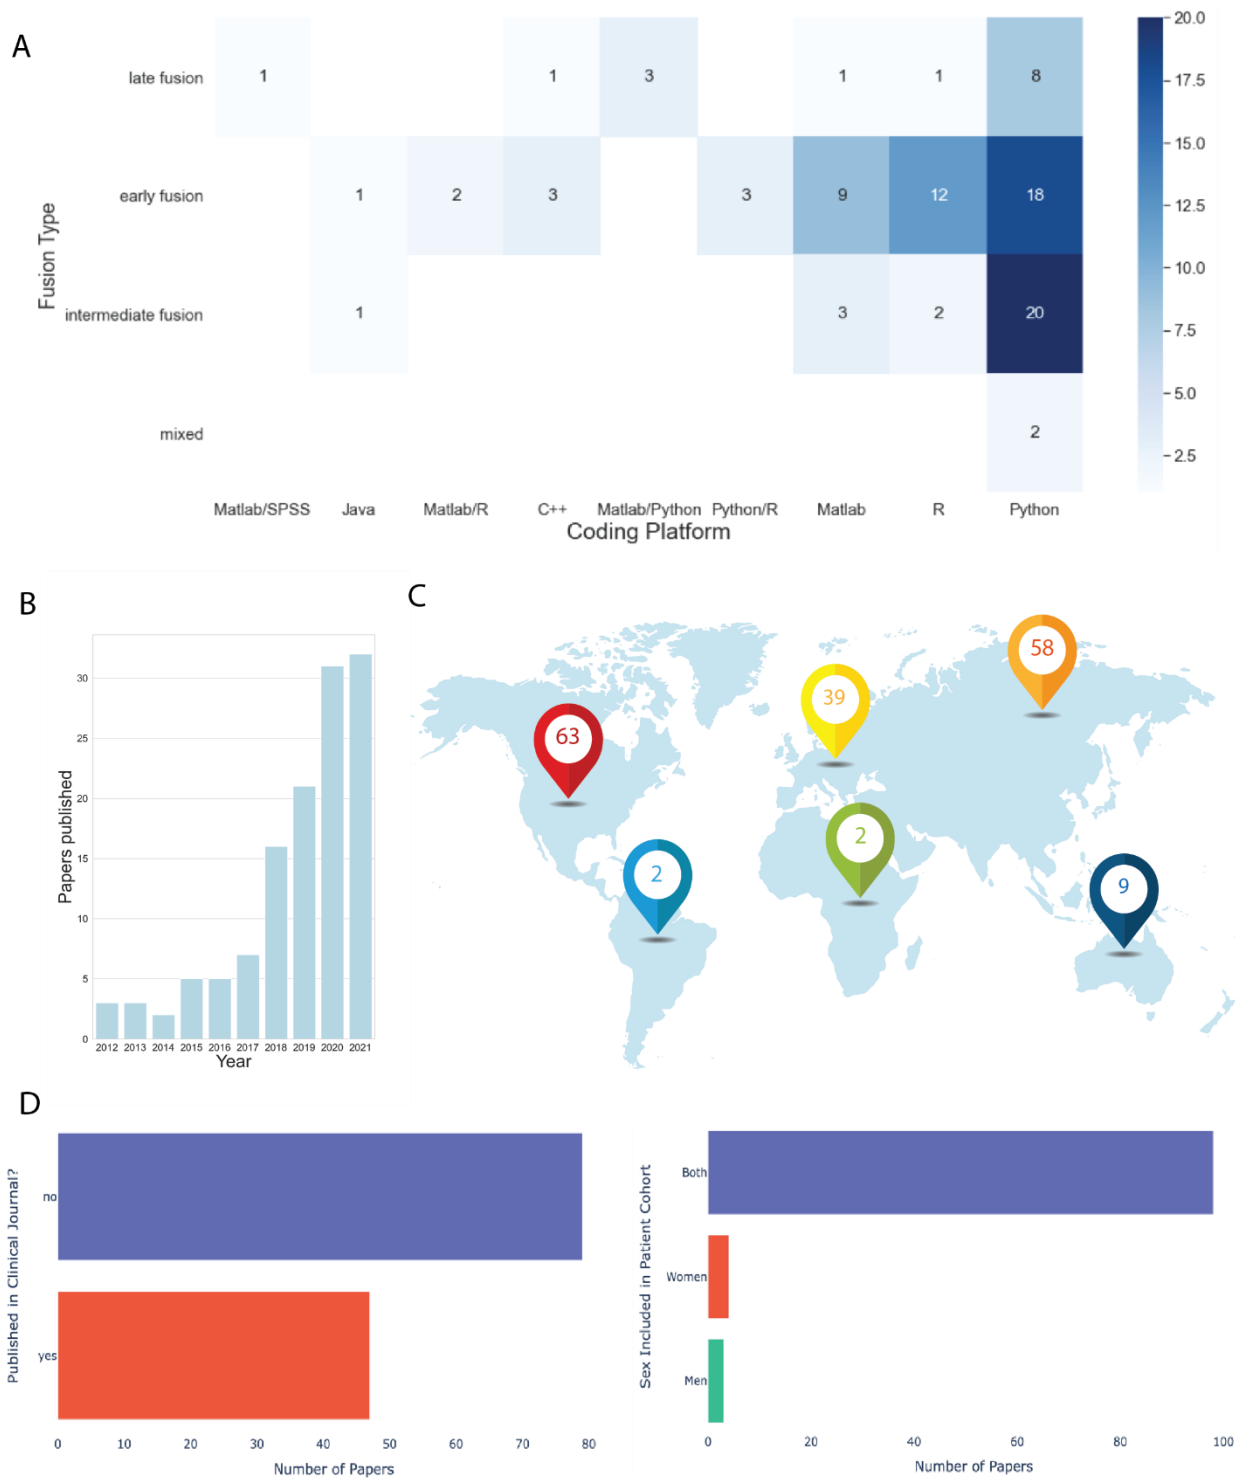 A
late fusion 1 1 3 1 1 8
early fusion 1 2 3 3 9 12 18
intermediate fusion 1 3 2 20
mixed 2
Fusion Type
Matlab/SPSS Java Matlab/R C++ Matlab/Python Python/R Matlab R Python
Coding Platform
20.0
17.5
15.0
12.5
10.0
7.5
5.0
2.5
B
Papers published
30
25
20
15
10
5
0
2012 2013 2014 2015 2016 2017 2018 2019 2020 2021
Year
C
58
39
63
2
2
9
D
Published in Clinical Journal?
no
yes
0 10 20 30 40 50 60 70 80
Number of Papers
Sex Included in Patient Cohort
Both
Women
Men
0 20 40 60 80 100
Number of Papers